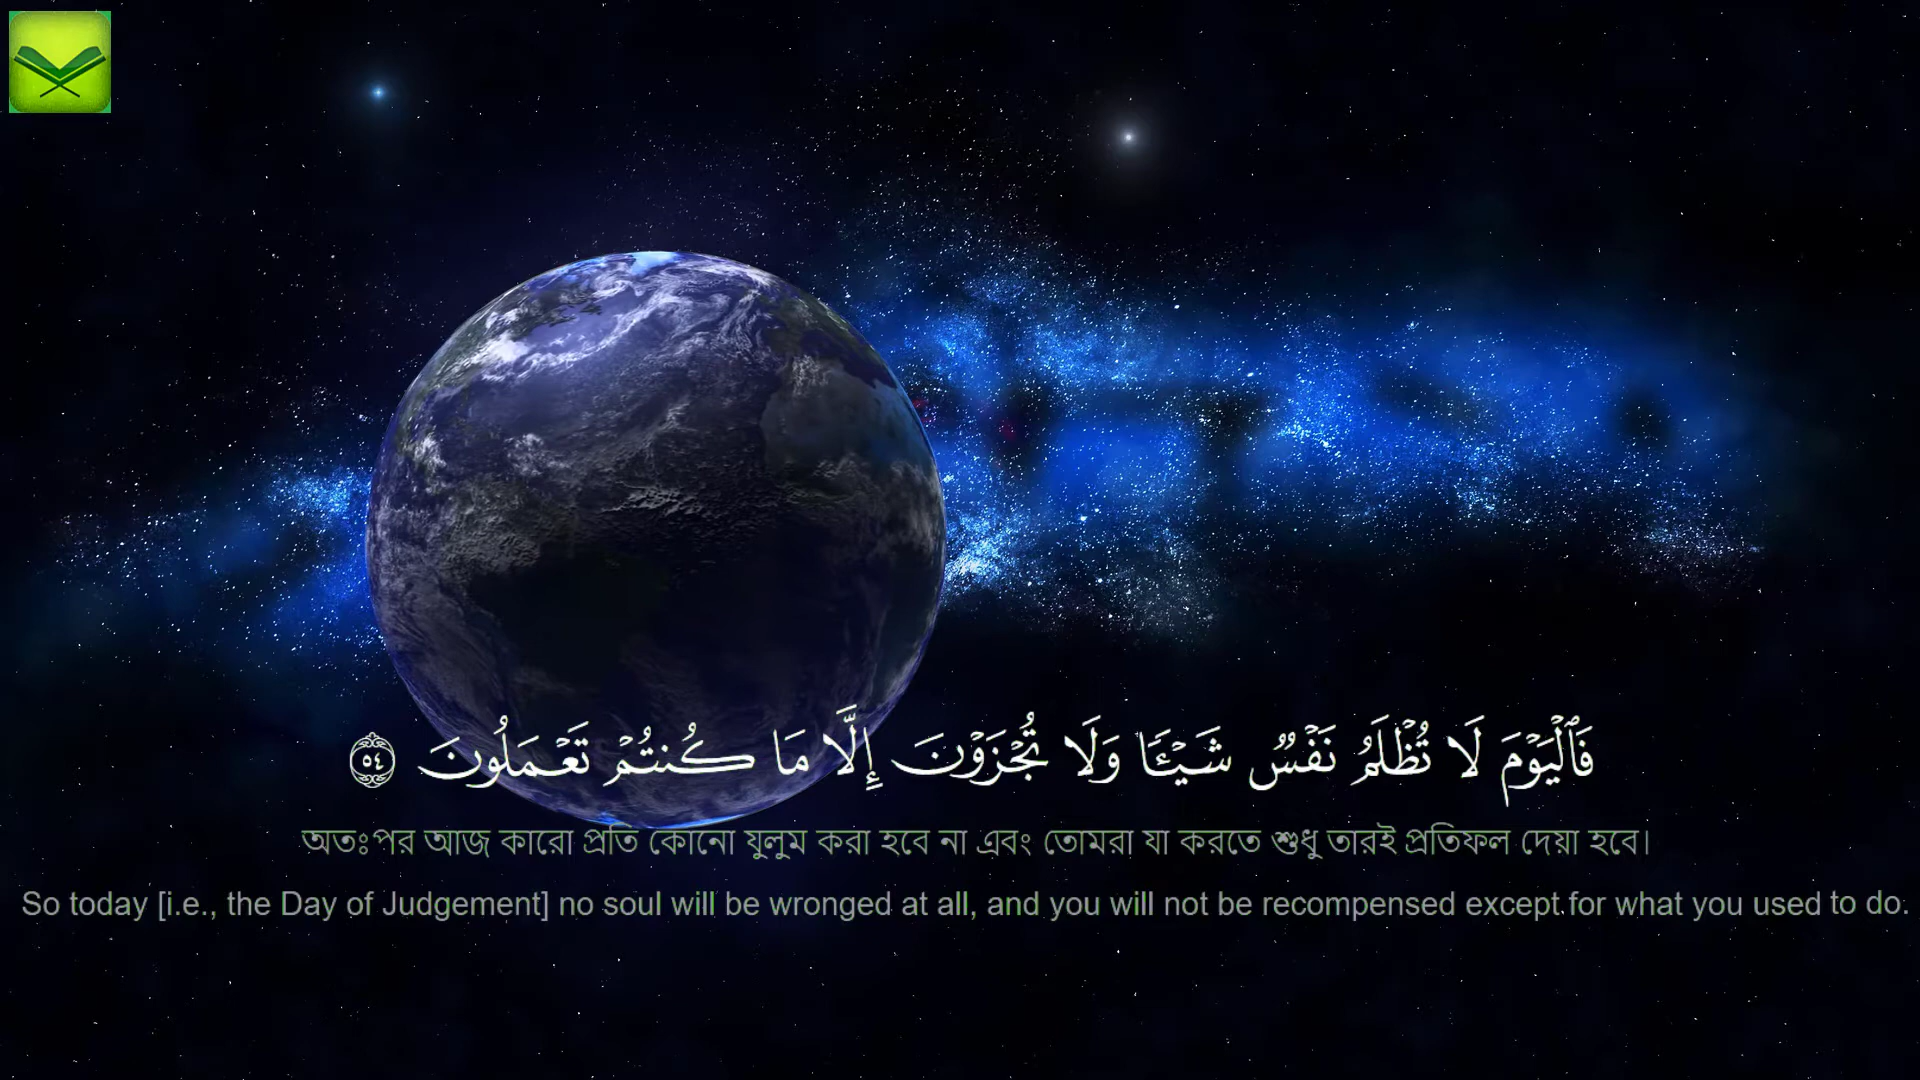 فَٱلْيَوْمَ لَا تُظْلَمُ نَفْسٌ شَيْـًٔا وَلَا تُجْزَوْنَ إِلَّا مَا كُنتُمْ تَعْمَلُونَ ٥٤
অতঃপর আজ কারো প্রতি কোনো যুলুম করা হবে না এবং তোমরা যা করতে শুধু তারই প্রতিফল দেয়া হবে।
So today [i.e., the Day of Judgement] no soul will be wronged at all, and you will not be recompensed except for what you used to do.